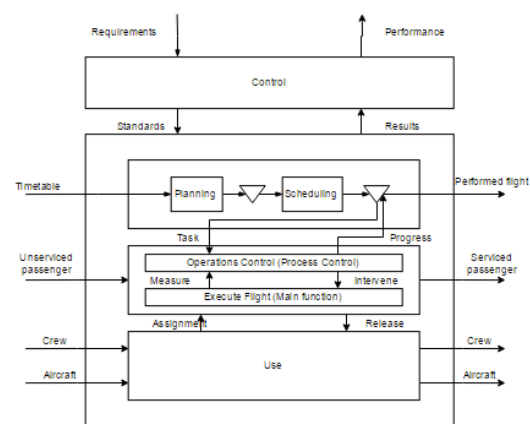 Requirements
Performance
Control
Standards
Results
Timetable
Planning
Scheduling
Performed flight
Task
Progress
Unserviced
passenger
Operations Control (Process Control)
Serviced
passenger
Measure
Intervene
Execute Flight (Main function)
Assignment
Release
Crew
Use
Crew
Aircraft
Aircraft